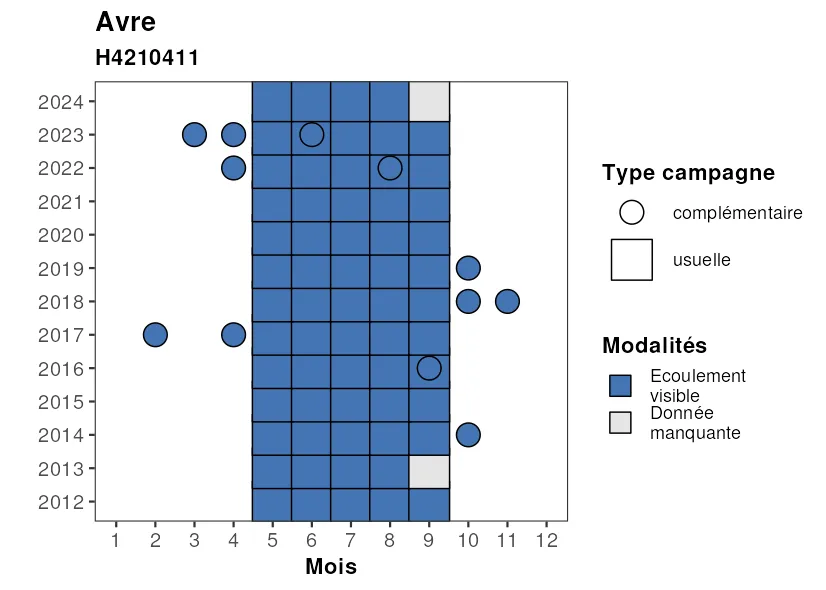 Avre
H4210411
2024
2023
2022
2021
2020
2019
2018
2017
2016
2015
2014
2013
2012
1 2 3 4 5 6 7 8 9 10 11 12
Mois
Type campagne
complémentaire
usuelle
Modalités
Ecoulement
visible
Donnée
manquante